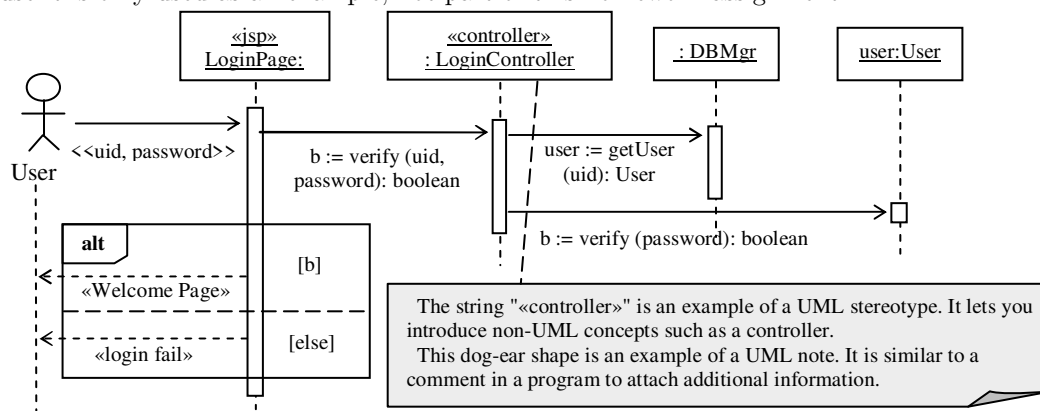 «jsp»
LoginPage:
«controller»
: LoginController
: DBMgr
user:User
<<uid, password>>
User
b := verify (uid,
password): boolean
user := getUser
(uid): User
b := verify (password): boolean
alt
[b]
«Welcome Page»
[else]
«login fail»
The string "«controller»" is an example of a UML stereotype. It lets you
introduce non-UML concepts such as a controller.
This dog-ear shape is an example of a UML note. It is similar to a
comment in a program to attach additional information.